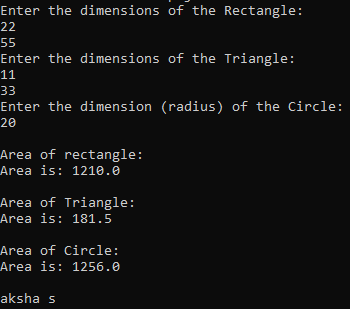 Enter the dimensions of the Rectangle:
22
55
Enter the dimensions of the Triangle:
11
33
Enter the dimension (radius) of the Circle:
20
Area of rectangle:
Area is: 1210.0
Area of Triangle:
Area is: 181.5
Area of Circle:
Area is: 1256.0
aksha s